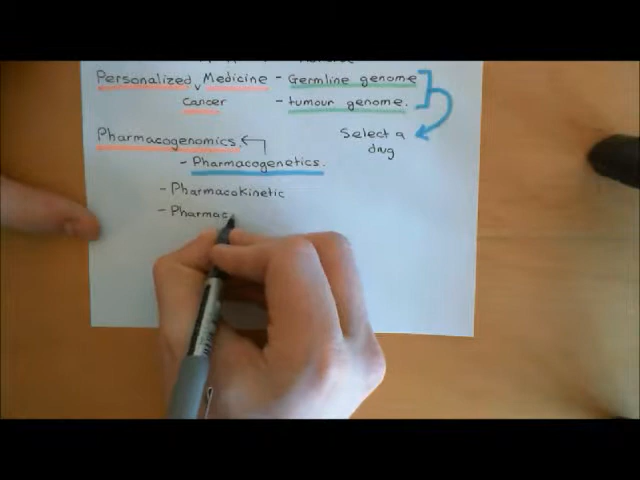 Personalized Medicine - Germline genome
Cancer - tumour genome.
Select a drug
Pharmacogenomics.
- Pharmacogenetics.
- Pharmacokinetic
- Pharmac